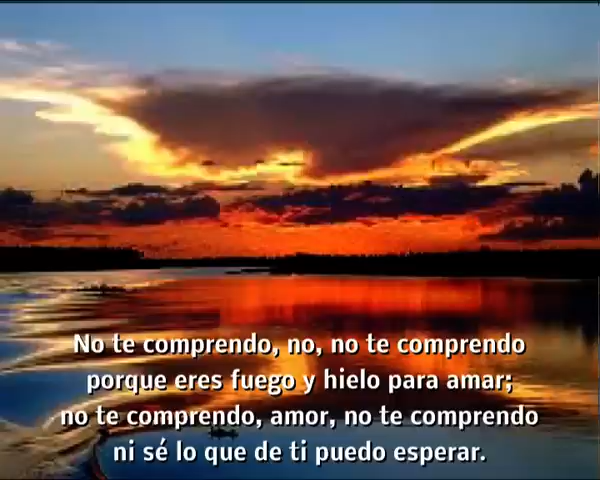 No te comprendo, no, no te comprendo
porque eres fuego y hielo para amar;
no te comprendo, amor, no te comprendo
ni sé lo que de ti puedo esperar.